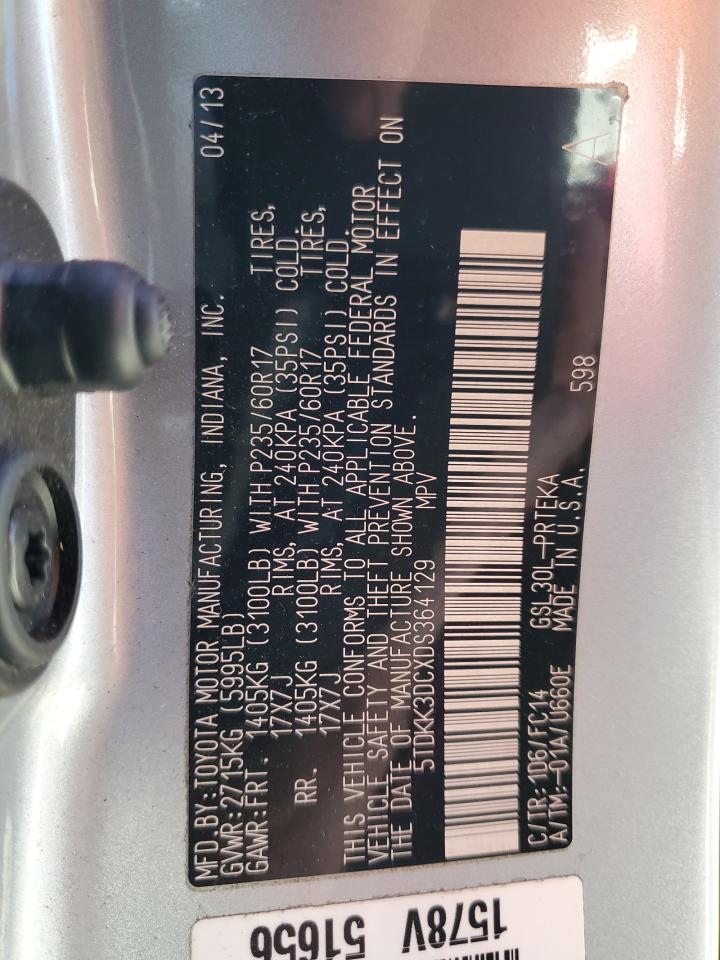 MFD.BY:TOYOTA MOTOR MANUFACTURING, INDIANA, INC. 04/13
GVWR:2715KG (5995LB)
GAWR:FRT. 1405KG (3100LB) WITH P235/60R17 TIRES,
17X7J RIMS, AT 240KPA (35PSI) COLD.
RR. 1405KG (3100LB) WITH P235/60R17 TIRES,
17X7J RIMS, AT 240KPA (35PSI) COLD.
THIS VEHICLE CONFORMS TO ALL APPLICABLE FEDERAL MOTOR
VEHICLE SAFETY AND THEFT PREVENTION STANDARDS IN EFFECT ON
THE DATE OF MANUFACTURE SHOWN ABOVE.
5TDKK3DCXDS364129 MPV
C/TR:1D6/FC14 GSL30L-PRTEKA
A/TM:-01A/U660E MADE IN U.S.A. 598
A
1578V
51656